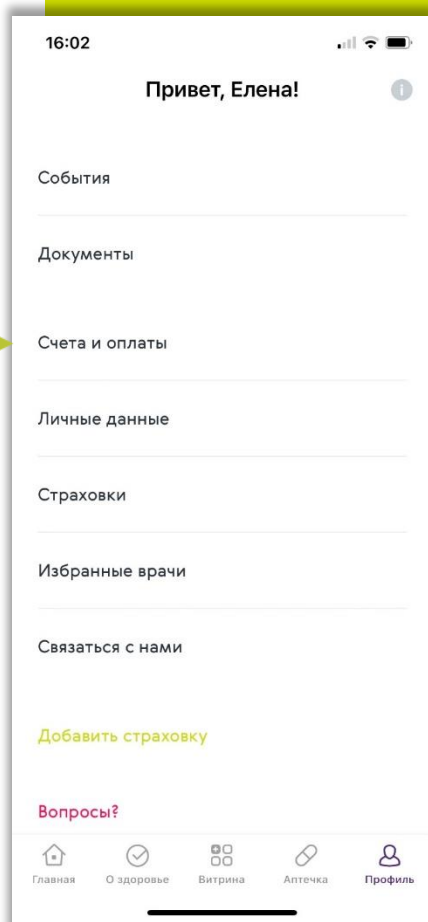 16:02
Привет, Елена!
События
Документы
Счета и оплаты
Личные данные
Страховки
Избранные врачи
Связаться с нами
Добавить страховку
Вопросы?
Главная О здоровье Витрина Аптечка Профиль